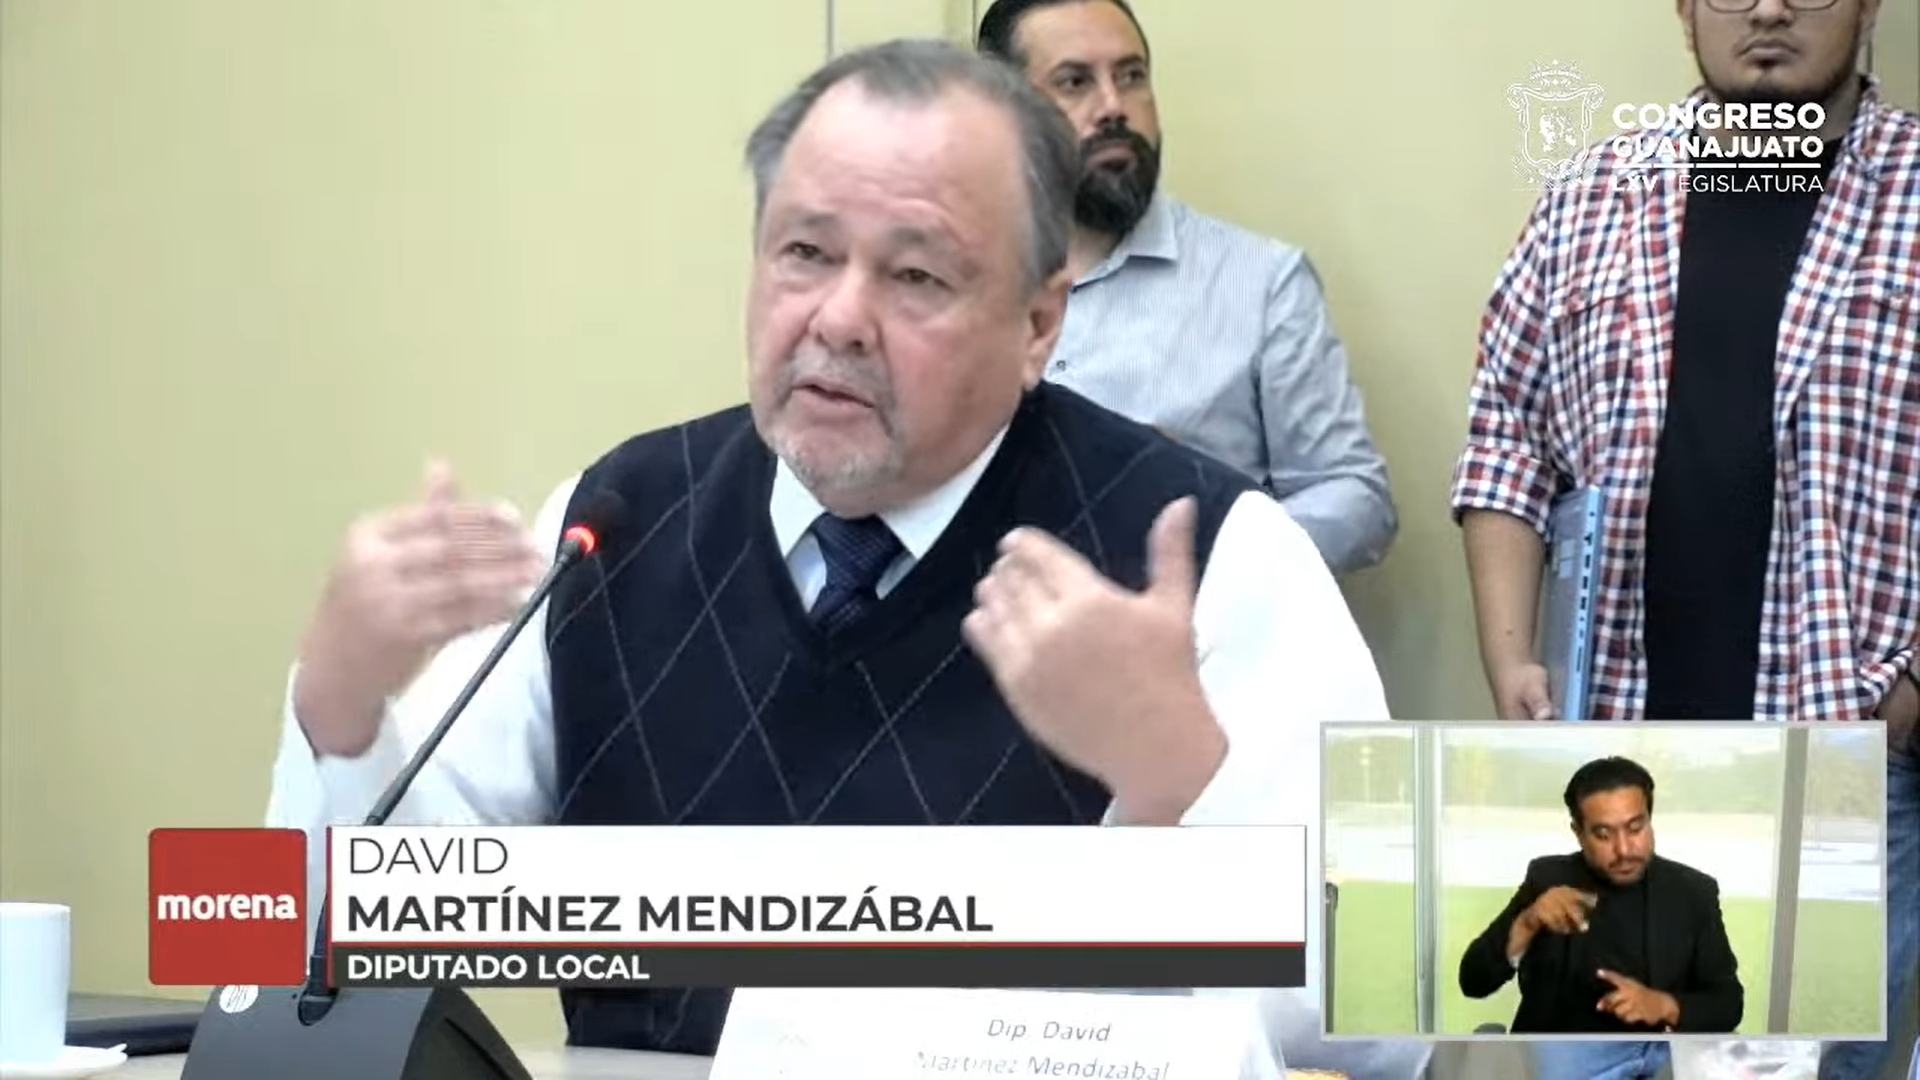 CONGRESO
GUANAJUATO
LXV LEGISLATURA
DAVID
morena
MARTÍNEZ MENDIZÁBAL
DIPUTADO LOCAL
Dip. David
Martínez Mendizabal